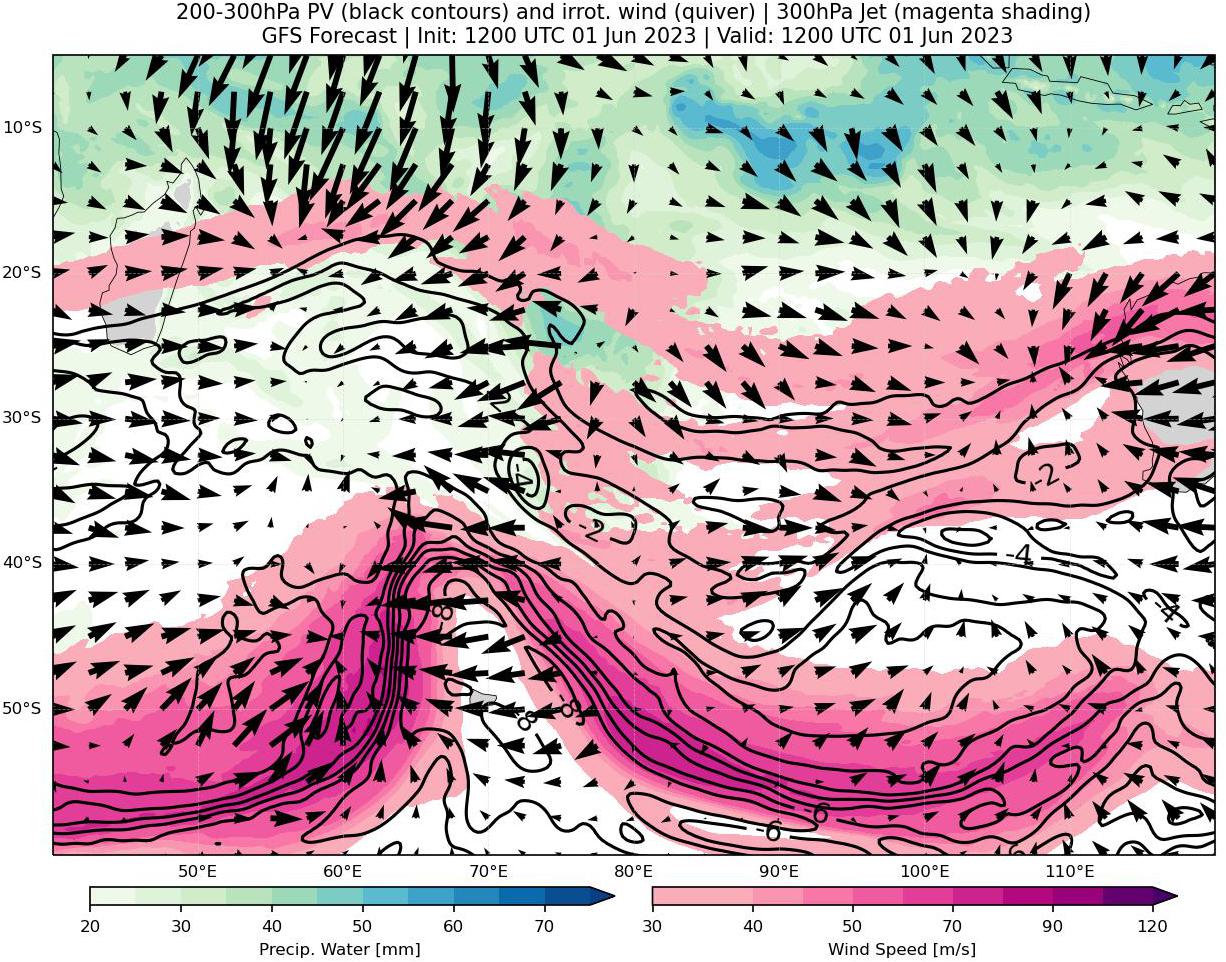 200-300hPa PV (black contours) and irrot. wind (quiver) | 300hPa Jet (magenta shading)
GFS Forecast | Init: 1200 UTC 01 Jun 2023 | Valid: 1200 UTC 01 Jun 2023
10°S
20°S
30°S
40°S
50°S
-2
-4
-2
-2
-4
-4
-8
-8
-8
-6
-6
50°E 60°E 70°E 80°E 90°E 100°E 110°E
20 30 40 50 60 70
30 40 50 70 90 120
Precip. Water [mm]
Wind Speed [m/s]